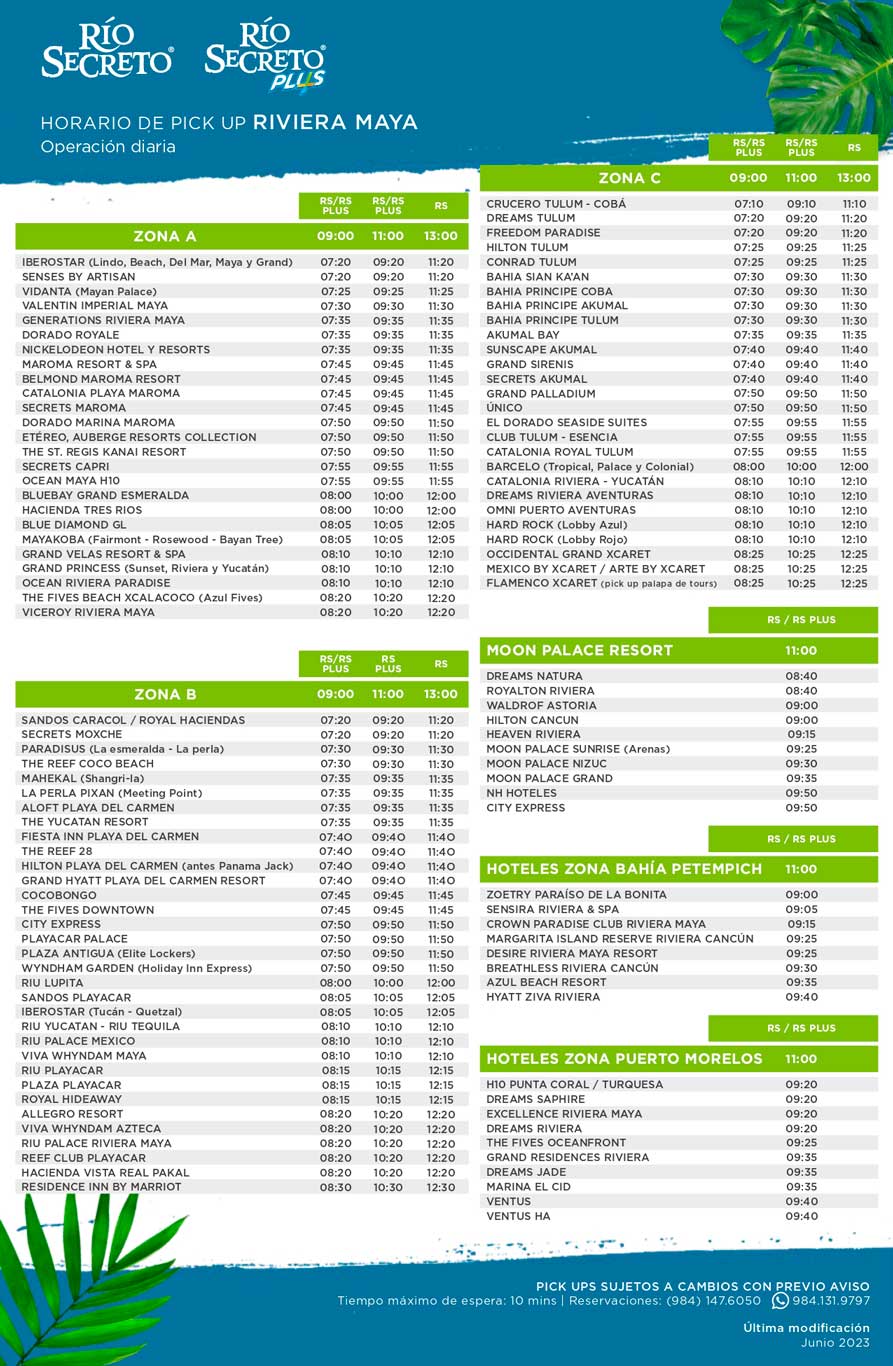 RÍO SECRETO®
RÍO SECRETO® PLUS
HORARIO DE PICK UP RIVIERA MAYA
Operación diaria
RS/RS PLUS RS/RS PLUS RS
ZONA A 09:00 11:00 13:00
IBEROSTAR (Lindo, Beach, Del Mar, Maya y Grand) 07:20 09:20 11:20
SENSES BY ARTISAN 07:20 09:20 11:20
VIDANTA (Mayan Palace) 07:25 09:25 11:25
VALENTIN IMPERIAL MAYA 07:30 09:30 11:30
GENERATIONS RIVIERA MAYA 07:35 09:35 11:35
DORADO ROYALE 07:35 09:35 11:35
NICKELODEON HOTEL Y RESORTS 07:35 09:35 11:35
MAROMA RESORT & SPA 07:45 09:45 11:45
BELMOND MAROMA RESORT 07:45 09:45 11:45
CATALONIA PLAYA MAROMA 07:45 09:45 11:45
SECRETS MAROMA 07:45 09:45 11:45
DORADO MARINA MAROMA 07:50 09:50 11:50
ETÉREO, AUBERGE RESORTS COLLECTION 07:50 09:50 11:50
THE ST. REGIS KANAI RESORT 07:50 09:50 11:50
SECRETS CAPRI 07:55 09:55 11:55
OCEAN MAYA H10 07:55 09:55 11:55
BLUEBAY GRAND ESMERALDA 08:00 10:00 12:00
HACIENDA TRES RIOS 08:00 10:00 12:00
BLUE DIAMOND GL 08:05 10:05 12:05
MAYAKOBA (Fairmont - Rosewood - Bayan Tree) 08:05 10:05 12:05
GRAND VELAS RESORT & SPA 08:10 10:10 12:10
GRAND PRINCESS (Sunset, Riviera y Yucatán) 08:10 10:10 12:10
OCEAN RIVIERA PARADISE 08:10 10:10 12:10
THE FIVES BEACH XCALACOCO (Azul Fives) 08:20 10:20 12:20
VICEROY RIVIERA MAYA 08:20 10:20 12:20
RS/RS PLUS RS PLUS RS
ZONA B 09:00 11:00 13:00
SANDOS CARACOL / ROYAL HACIENDAS 07:20 09:20 11:20
SECRETS MOXCHE 07:20 09:20 11:20
PARADISUS (La esmeralda - La perla) 07:30 09:30 11:30
THE REEF COCO BEACH 07:30 09:30 11:30
MAHEKAL (Shangri-la) 07:35 09:35 11:35
LA PERLA PIXAN (Meeting Point) 07:35 09:35 11:35
ALOFT PLAYA DEL CARMEN 07:35 09:35 11:35
THE YUCATAN RESORT 07:35 09:35 11:35
FIESTA INN PLAYA DEL CARMEN 07:4O 09:4O 11:4O
THE REEF 28 07:4O 09:4O 11:4O
HILTON PLAYA DEL CARMEN (antes Panama Jack) 07:4O 09:4O 11:4O
GRAND HYATT PLAYA DEL CARMEN RESORT 07:4O 09:4O 11:4O
COCOBONGO 07:45 09:45 11:45
THE FIVES DOWNTOWN 07:45 09:45 11:45
CITY EXPRESS 07:50 09:50 11:50
PLAYACAR PALACE 07:50 09:50 11:50
PLAZA ANTIGUA (Elite Lockers) 07:50 09:50 11:50
WYNDHAM GARDEN (Holiday Inn Express) 07:50 09:50 11:50
RIU LUPITA 08:00 10:00 12:00
SANDOS PLAYACAR 08:05 10:05 12:05
IBEROSTAR (Tucán - Quetzal) 08:05 10:05 12:05
RIU YUCATAN - RIU TEQUILA 08:10 10:10 12:10
RIU PALACE MEXICO 08:10 10:10 12:10
VIVA WHYNDAM MAYA 08:10 10:10 12:10
RIU PLAYACAR 08:15 10:15 12:15
PLAZA PLAYACAR 08:15 10:15 12:15
ROYAL HIDEAWAY 08:15 10:15 12:15
ALLEGRO RESORT 08:20 10:20 12:20
VIVA WHYNDAM AZTECA 08:20 10:20 12:20
RIU PALACE RIVIERA MAYA 08:20 10:20 12:20
REEF CLUB PLAYACAR 08:20 10:20 12:20
HACIENDA VISTA REAL PAKAL 08:20 10:20 12:20
RESIDENCE INN BY MARRIOT 08:30 10:30 12:30
RS/RS PLUS RS/RS PLUS RS
ZONA C 09:00 11:00 13:00
CRUCERO TULUM - COBÁ 07:10 09:10 11:10
DREAMS TULUM 07:20 09:20 11:20
FREEDOM PARADISE 07:20 09:20 11:20
HILTON TULUM 07:25 09:25 11:25
CONRAD TULUM 07:25 09:25 11:25
BAHIA SIAN KA'AN 07:30 09:30 11:30
BAHIA PRINCIPE COBA 07:30 09:30 11:30
BAHIA PRINCIPE AKUMAL 07:30 09:30 11:30
BAHIA PRINCIPE TULUM 07:30 09:30 11:30
AKUMAL BAY 07:35 09:35 11:35
SUNSCAPE AKUMAL 07:40 09:40 11:40
GRAND SIRENIS 07:40 09:40 11:40
SECRETS AKUMAL 07:40 09:40 11:40
GRAND PALLADIUM 07:50 09:50 11:50
ÚNICO 07:50 09:50 11:50
EL DORADO SEASIDE SUITES 07:55 09:55 11:55
CLUB TULUM - ESENCIA 07:55 09:55 11:55
CATALONIA ROYAL TULUM 07:55 09:55 11:55
BARCELO (Tropical, Palace y Colonial) 08:00 10:00 12:00
CATALONIA RIVIERA - YUCATÁN 08:10 10:10 12:10
DREAMS RIVIERA AVENTURAS 08:10 10:10 12:10
OMNI PUERTO AVENTURAS 08:10 10:10 12:10
HARD ROCK (Lobby Azul) 08:10 10:10 12:10
HARD ROCK (Lobby Rojo) 08:10 10:10 12:10
OCCIDENTAL GRAND XCARET 08:25 10:25 12:25
MEXICO BY XCARET / ARTE BY XCARET 08:25 10:25 12:25
FLAMENCO XCARET (pick up palapa de tours) 08:25 10:25 12:25
RS / RS PLUS
MOON PALACE RESORT 11:00
DREAMS NATURA 08:40
ROYALTON RIVIERA 08:40
WALDROF ASTORIA 09:00
HILTON CANCUN 09:00
HEAVEN RIVIERA 09:15
MOON PALACE SUNRISE (Arenas) 09:25
MOON PALACE NIZUC 09:30
MOON PALACE GRAND 09:35
NH HOTELES 09:50
CITY EXPRESS 09:50
RS / RS PLUS
HOTELES ZONA BAHÍA PETEMPICH 11:00
ZOETRY PARAÍSO DE LA BONITA 09:00
SENSIRA RIVIERA & SPA 09:05
CROWN PARADISE CLUB RIVIERA MAYA 09:15
MARGARITA ISLAND RESERVE RIVIERA CANCÚN 09:25
DESIRE RIVIERA MAYA RESORT 09:25
BREATHLESS RIVIERA CANCÚN 09:30
AZUL BEACH RESORT 09:35
HYATT ZIVA RIVIERA 09:40
RS / RS PLUS
HOTELES ZONA PUERTO MORELOS 11:00
H10 PUNTA CORAL / TURQUESA 09:20
DREAMS SAPHIRE 09:20
EXCELLENCE RIVIERA MAYA 09:20
DREAMS RIVIERA 09:20
THE FIVES OCEANFRONT 09:25
GRAND RESIDENCES RIVIERA 09:35
DREAMS JADE 09:35
MARINA EL CID 09:35
VENTUS 09:40
VENTUS HA 09:40
PICK UPS SUJETOS A CAMBIOS CON PREVIO AVISO
Tiempo máximo de espera: 10 mins | Reservaciones: (984) 147.6050 984.131.9797
Última modificación
Junio 2023